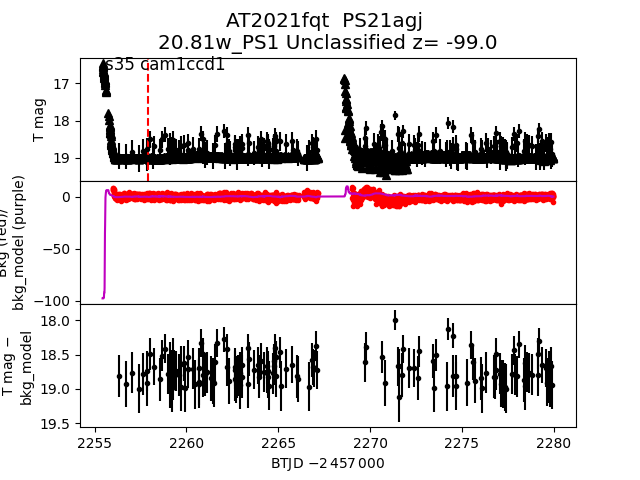 AT2021fqt PS21agj
20.81w_PS1 Unclassified z= -99.0
s35 cam1ccd1
T mag
17
18
19
Bkg (red)/
bkg_model (purple)
0
−50
−100
T mag −
bkg_model
18.0
18.5
19.0
19.5
2255
2260
2265
2270
2275
2280
BTJD −2 457 000